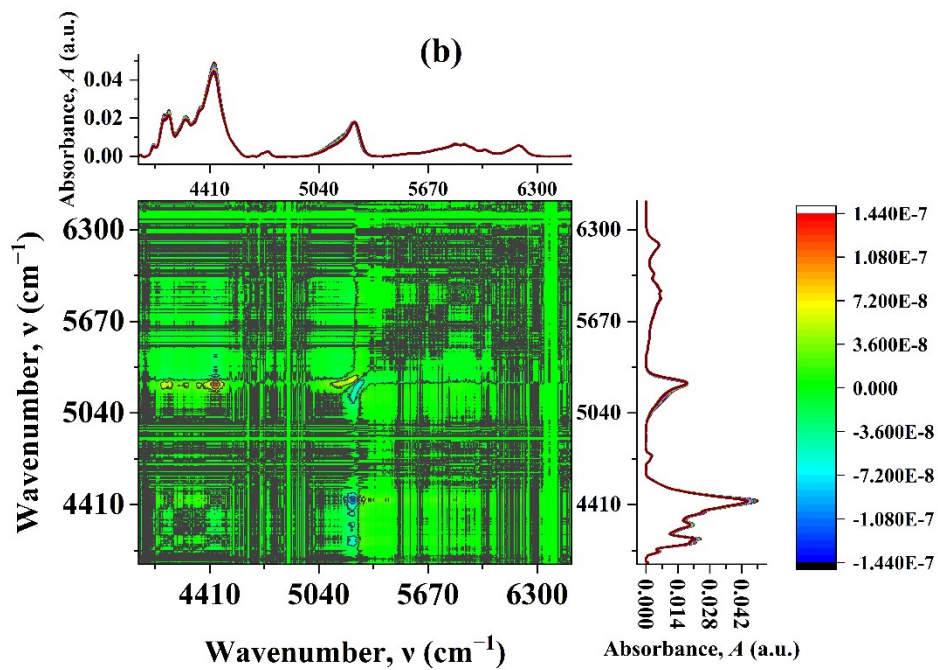 (b)
Absorbance, A (a.u.)
0.04
0.02
0.00
4410 5040 5670 6300
Wavenumber, ν (cm⁻¹)
6300
5670
5040
4410
4410 5040 5670 6300
Wavenumber, ν (cm⁻¹)
6300
5670
5040
4410
0.000 0.014 0.028 0.042
Absorbance, A (a.u.)
1.440E-7
1.080E-7
7.200E-8
3.600E-8
0.000
-3.600E-8
-7.200E-8
-1.080E-7
-1.440E-7